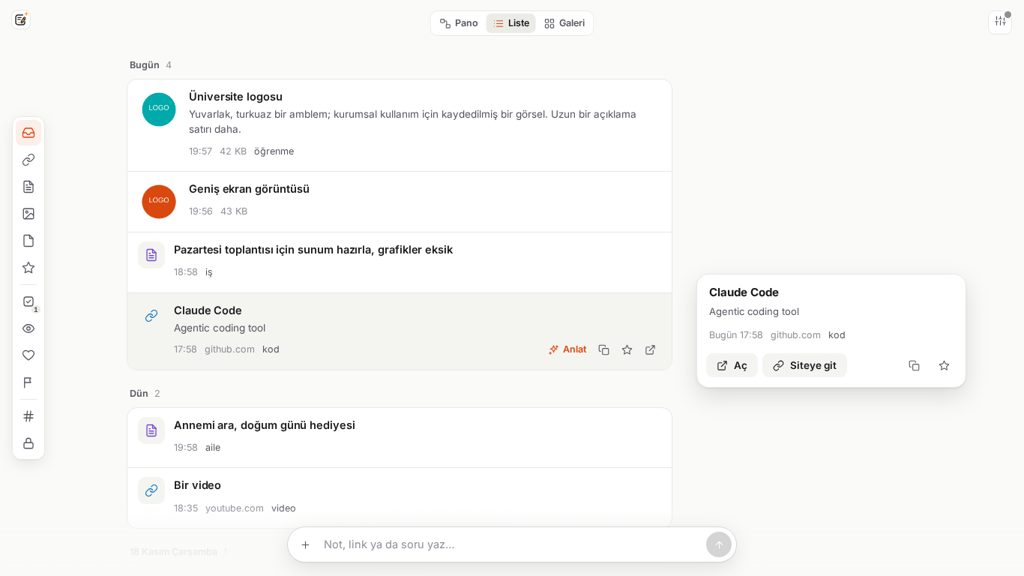 Pano
Liste
Galeri
Bugün 4
LOGO
Üniversite logosu
Yuvarlak, turkuaz bir amblem; kurumsal kullanım için kaydedilmiş bir görsel. Uzun bir açıklama
satırı daha.
19:57 42 KB öğrenme
LOGO
Geniş ekran görüntüsü
19:56 43 KB
Pazartesi toplantısı için sunum hazırla, grafikler eksik
18:58 iş
Claude Code
Agentic coding tool
17:58 github.com kod
Anlat
1
Claude Code
Agentic coding tool
Bugün 17:58 github.com kod
Aç
Siteye git
Dün 2
Annemi ara, doğum günü hediyesi
19:58 aile
Bir video
18:35 youtube.com video
18 Kasım Çarşamba 1
Not, link ya da soru yaz...